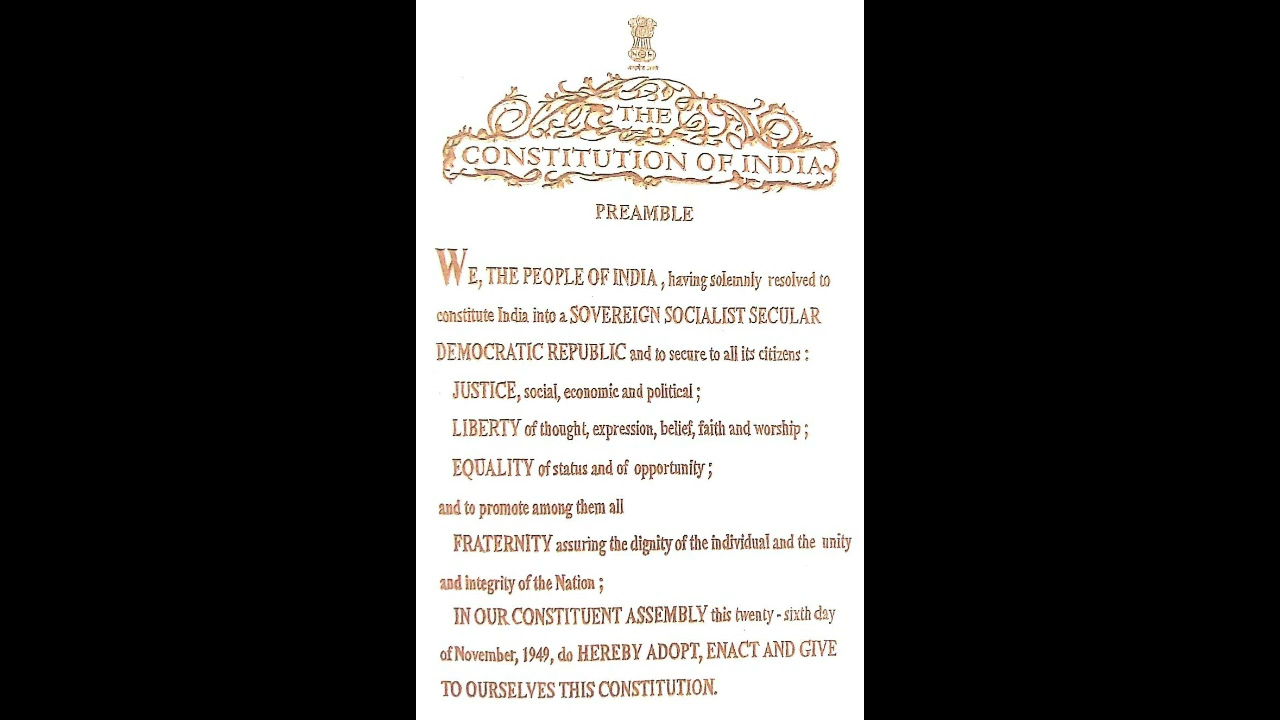 THE
CONSTITUTION OF INDIA
PREAMBLE
WE, THE PEOPLE OF INDIA , having solemnly resolved to
constitute India into a SOVEREIGN SOCIALIST SECULAR
DEMOCRATIC REPUBLIC and to secure to all its citizens :
JUSTICE, social, economic and political ;
LIBERTY of thought, expression, belief, faith and worship ;
EQUALITY of status and of opportunity ;
and to promote among them all
FRATERNITY assuring the dignity of the individual and the unity
and integrity of the Nation ;
IN OUR CONSTITUENT ASSEMBLY this twenty - sixth day
of November, 1949, do HEREBY ADOPT, ENACT AND GIVE
TO OURSELVES THIS CONSTITUTION.